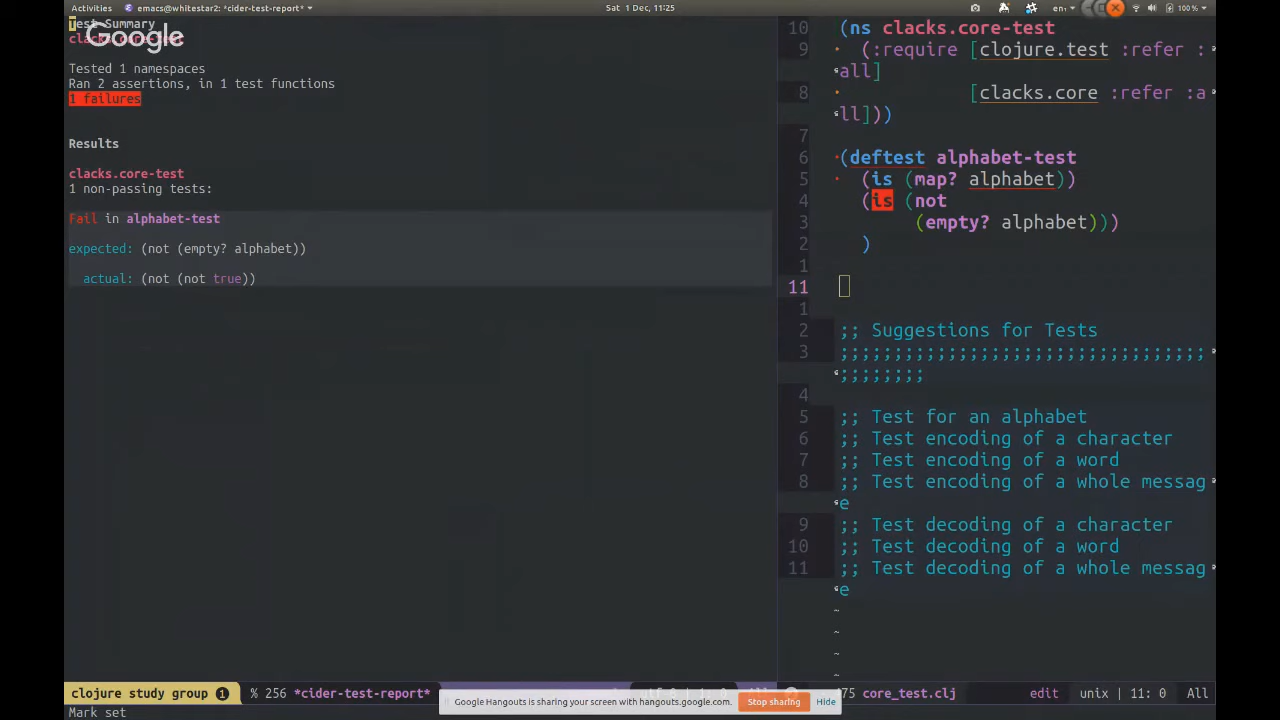 Activities
emacs@whitestar2: *cider-test-report*
Sat 1 Dec, 11:25
en
100 %
Test Summary
Google
Tested 1 namespaces
Ran 2 assertions, in 1 test functions
1 failures
Results
clacks.core-test
1 non-passing tests:
Fail in alphabet-test
expected: (not (empty? alphabet))
actual: (not (not true))
clojure study group 1
% 256 *cider-test-report*
Mark set
10 (ns clacks.core-test
9 (:require [clojure.test :refer :
all]
8 [clacks.core :refer :a
ll]))
7
6 (deftest alphabet-test
5 (is (map? alphabet))
4 (is (not
3 (empty? alphabet)))
2 )
1
11
1
2 ;; Suggestions for Tests
3 ;;;;;;;;;;;;;;;;;;;;;;;;;;;;;;;;;;
;;;;;;;;
4
5 ;; Test for an alphabet
6 ;; Test encoding of a character
7 ;; Test encoding of a word
8 ;; Test encoding of a whole messag
e
9 ;; Test decoding of a character
10 ;; Test decoding of a word
11 ;; Test decoding of a whole messag
e
~
~
~
core_test.clj
edit
unix | 11: 0
All
Google Hangouts is sharing your screen with hangouts.google.com.
Stop sharing
Hide